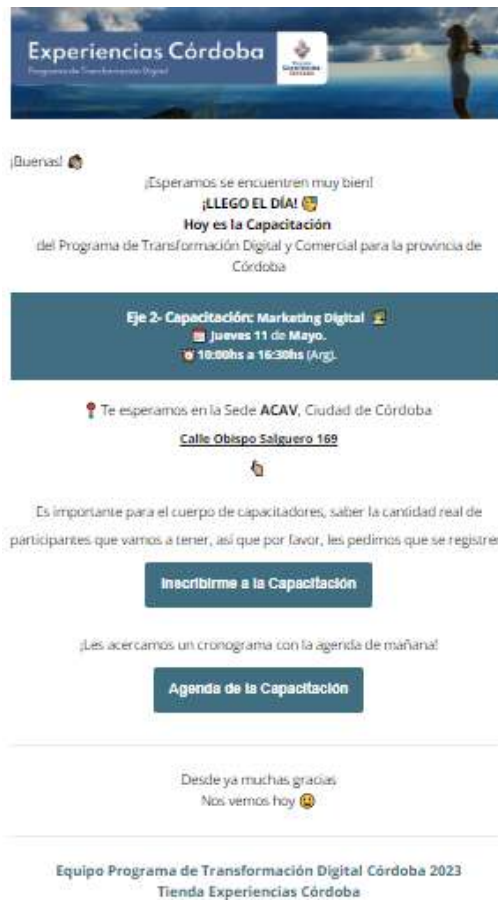 Experiencias Córdoba
Programa de Transformación Digital
¡Buenas!
¡Esperamos se encuentren muy bien!
¡LLEGO EL DÍA!
Hoy es la Capacitación
del Programa de Transformación Digital y Comercial para la provincia de
Córdoba
Eje 2- Capacitación: Marketing Digital
Jueves 11 de Mayo.
10:00hs a 16:30hs (Arg).
Te esperamos en la Sede ACAV, Ciudad de Córdoba
Calle Obispo Salguero 169
Es importante para el cuerpo de capacitadores, saber la cantidad real de
participantes que vamos a tener, así que por favor, les pedimos que se registren
Inscribirme a la Capacitación
¡Les acercamos un cronograma con la agenda de mañana!
Agenda de la Capacitación
Desde ya muchas gracias
Nos vemos hoy
Equipo Programa de Transformación Digital Córdoba 2023
Tienda Experiencias Córdoba